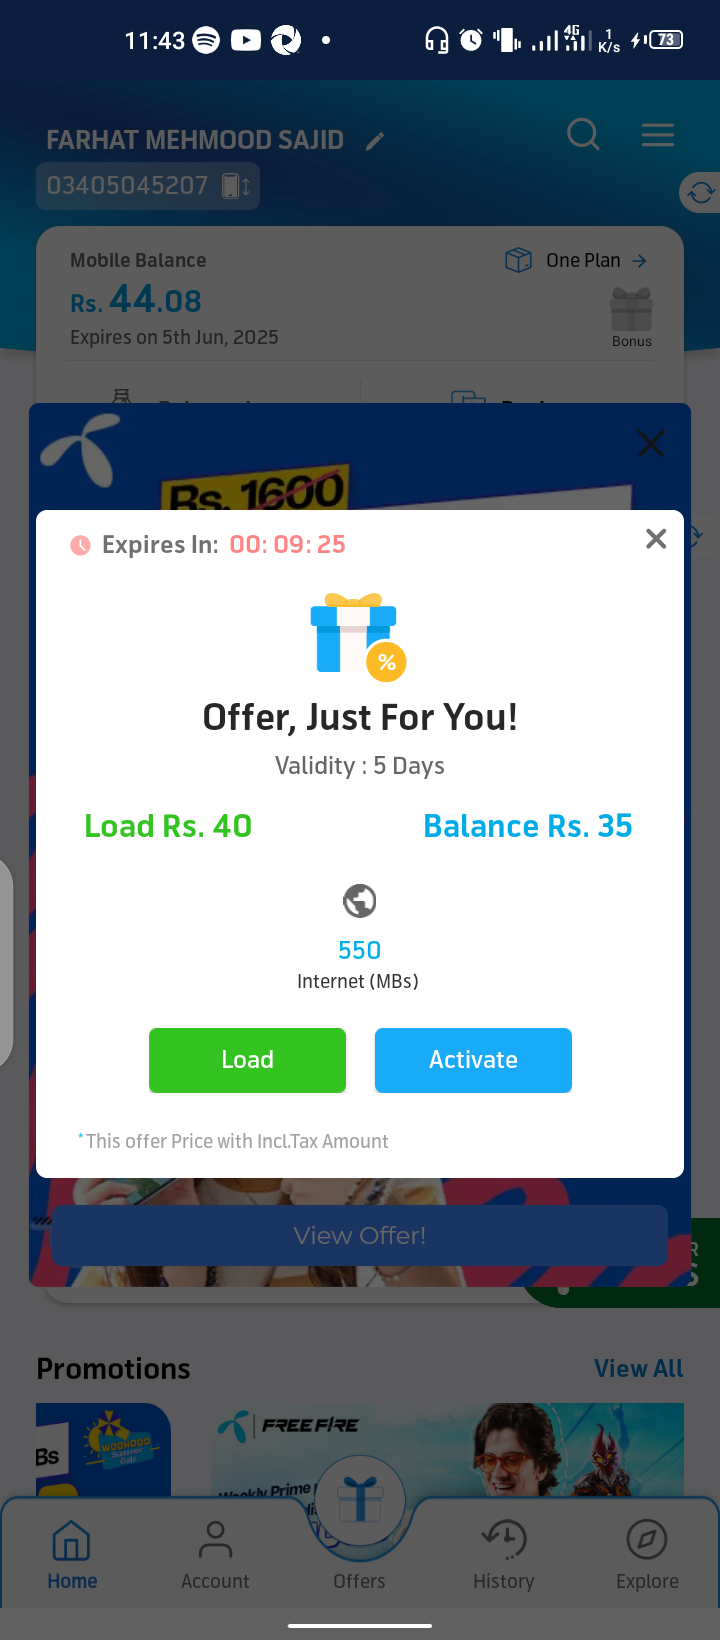 11:43
4G
1
K/s
73
FARHAT MEHMOOD SAJID
03405045207
Mobile Balance
One Plan
Rs. 44.08
Expires on 5th Jun, 2025
Bonus
Rs. 1600
Expires In: 00: 09: 25
%
Offer, Just For You!
Validity : 5 Days
Load Rs. 40
Balance Rs. 35
550
Internet (MBs)
Load
Activate
*This offer Price with Incl.Tax Amount
View Offer!
R
S
Promotions
View All
Bs
WOOHOO
Summer
Gale
FREE FIRE
Weekly Prime
Home
Account
Offers
History
Explore